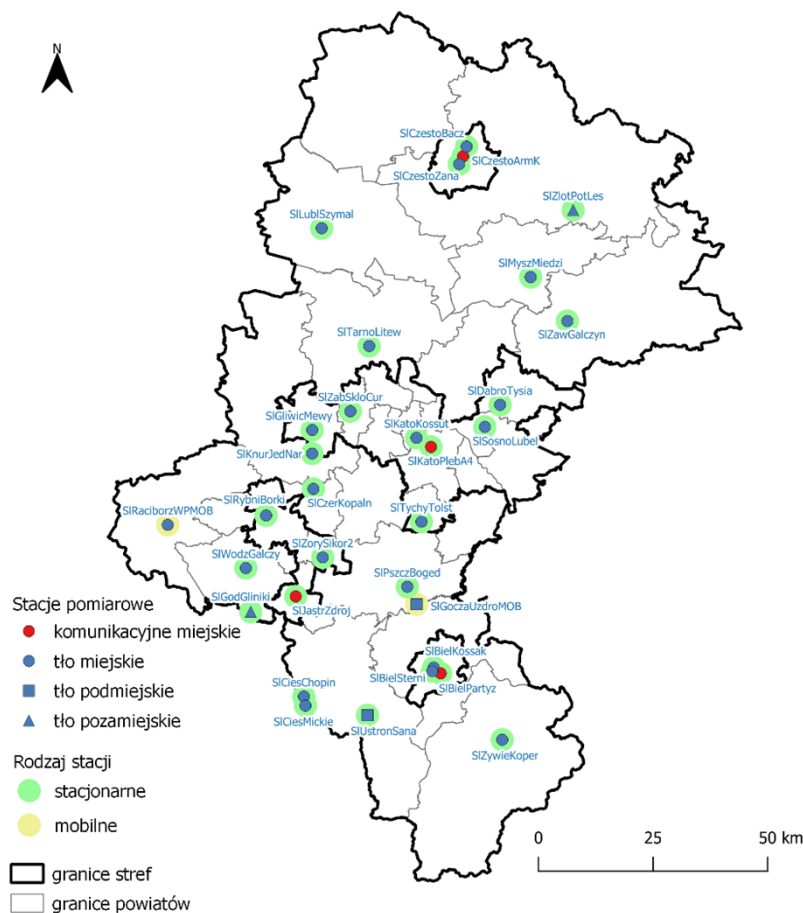 N
SlCzestoBacz
SlCzestoArmK
SlCzestoZana
SlZlotPotLes
SlLublSzymal
SlMyszMiedzi
SlZawGalczyn
SlTarnoLitew
SlDabroTysia
SlZabSkloCur
SlGliwicMewy
SlKatoKossut
SlSosnoLubel
SlKnurJedNar
SlKatoPlebA4
SlRybniBorki
SlCzerKopaln
SlRaciborzWPMOB
SlTychyTolst
SlZorySikor2
SlWodzGalczy
SlPszczBoged
SlGodGliniki
SlJastrZdroj
SlGoczaUzdroMOB
Stacje pomiarowe
komunikacyjne miejskie
tło miejskie
tło podmiejskie
tło pozamiejskie
SlBielKossak
SlBielSterni
SlBielPartyz
SlCiesChopin
SlCiesMickie
SlUstronSana
SlZywieKoper
Rodzaj stacji
stacjonarne
mobilne
0 25 50 km
granice stref
granice powiatów